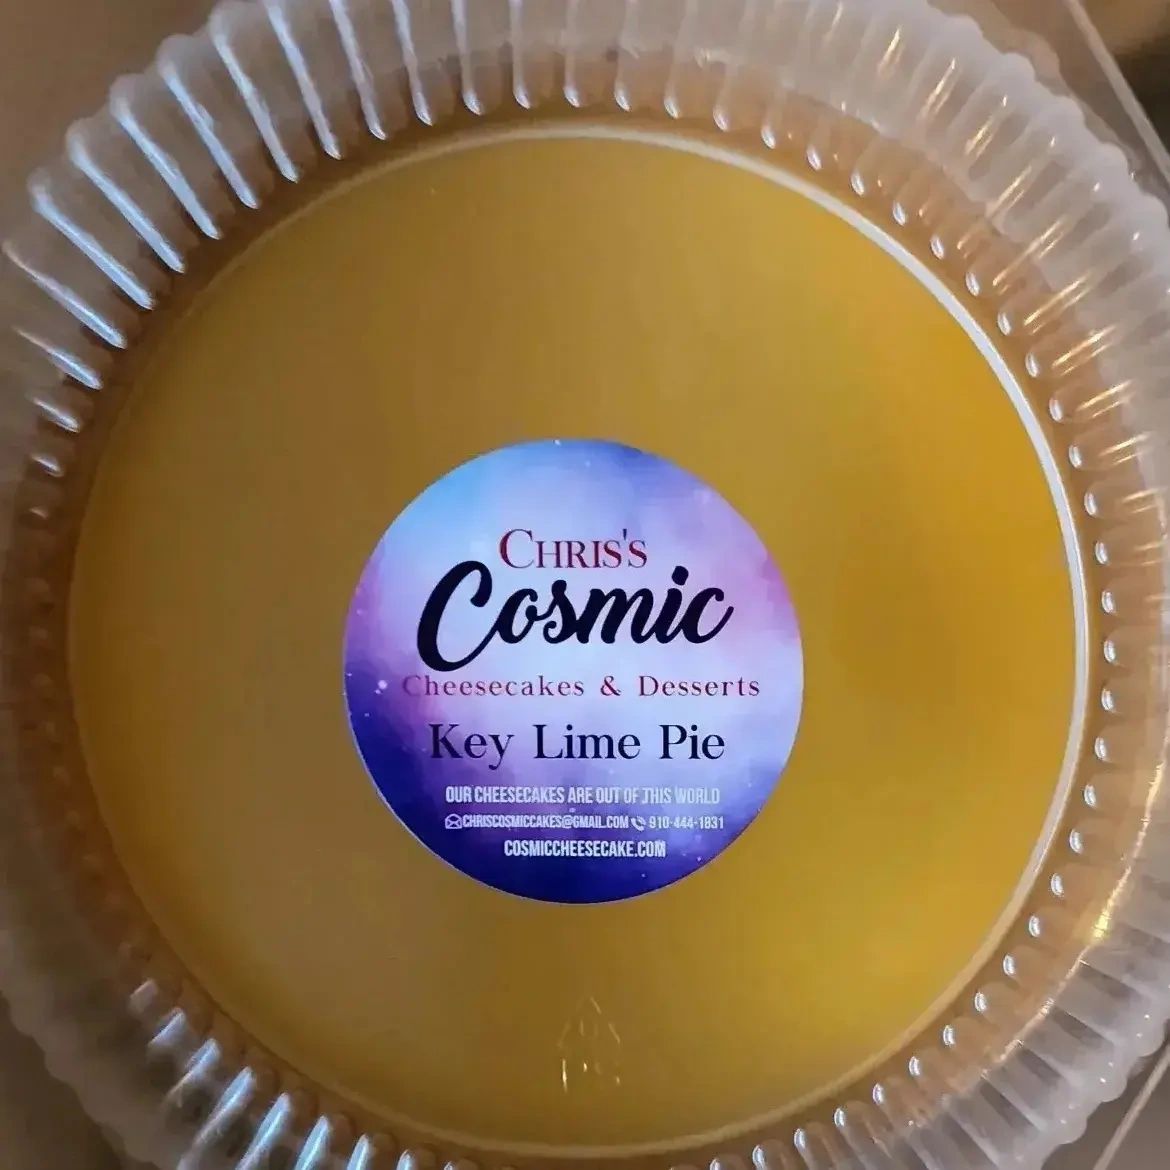 CHRIS'S
Cosmic
Cheesecakes & Desserts
Key Lime Pie
OUR CHEESECAKES ARE OUT OF THIS WORLD
CHRISCOSMICCAKES@GMAIL.COM 910-444-1831
COSMICCHEESECAKE.COM